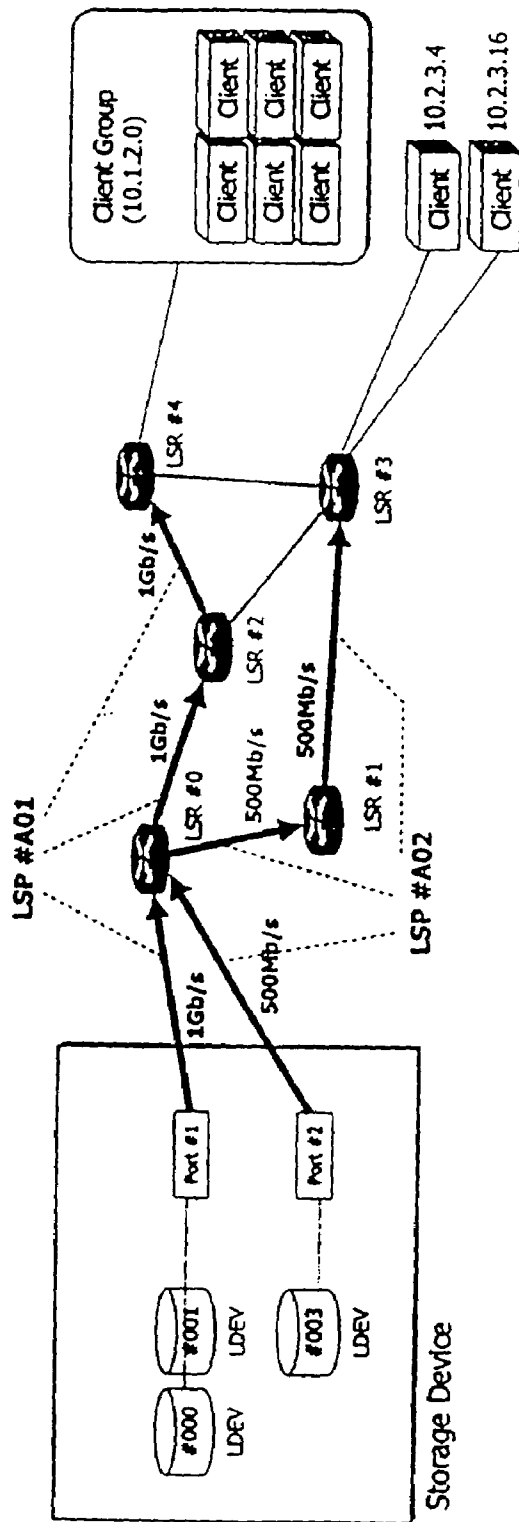 Storage Device
#000
LDEV
#001
LDEV
#003
LDEV
Port #1
Port #2
1Gb/s
500Mb/s
LSP #A01
LSP #A02
LSR #0
1Gb/s
500Mb/s
LSR #1
LSR #2
500Mb/s
1Gb/s
LSR #3
LSR #4
Client Group
(10.1.2.0)
Client
Client
Client
Client
Client
Client
Client
10.2.3.4
Client
10.2.3.16